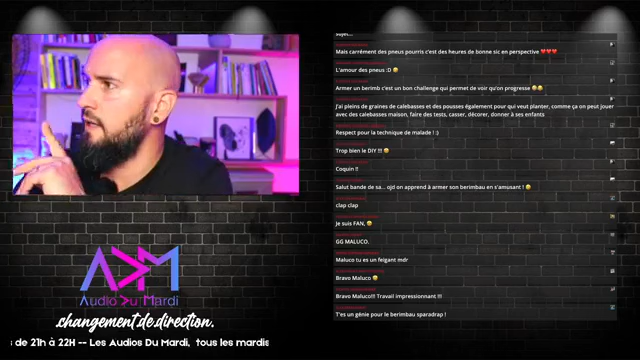 sujet...
Mais carrément des pneus pourris c'est des heures de bonne sic en perspective ❤️❤️❤️
L'amour des pneus :D 😂
Armer un berimb c'est un bon challenge qui permet de voir qu'on progresse 😂😂
J'ai pleins de graines de calebasses et des pousses également pour qui veut planter, comme ça on peut jouer
avec des calebasses maison, faire des tests, casser, décorer, donner à ses enfants
Respect pour la technique de malade ! :)
Trop bien le DIY !!! 😂
Coquin !!
Salut bande de sa... ojd on apprend à armer son berimbau en s'amusant ! 😂
clap clap
Je suis FAN, 😂
GG MALUCO.
Maluco tu es un feigant mdr
Bravo Maluco 😂
Bravo Maluco!!! Travail impressionnant !!!
T'es un génie pour le berimbau sparadrap !
ADM
Audio Du Mardi
.changement.de.direction.
de 21h à 22H -- Les Audios Du Mardi, tous les mardis